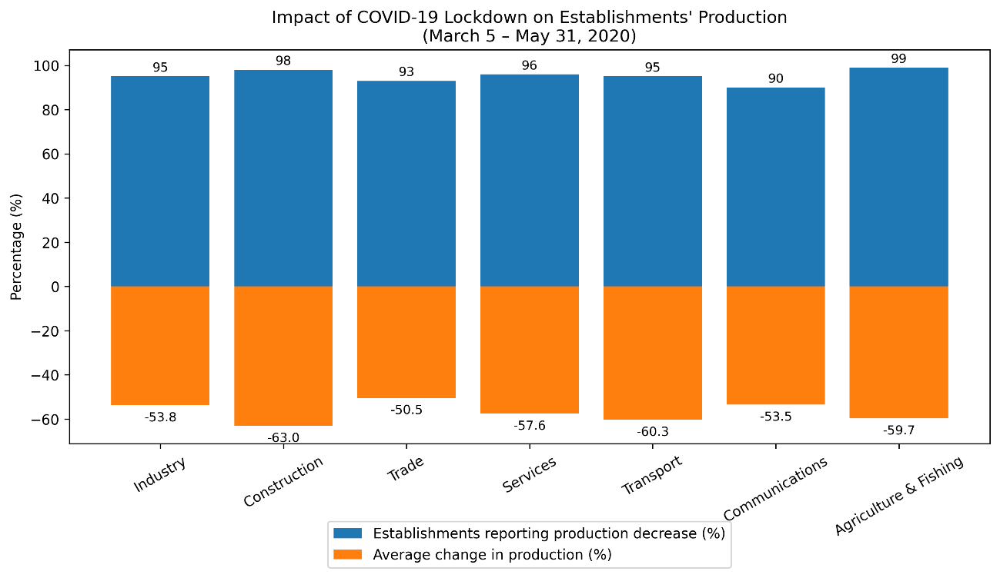 Impact of COVID-19 Lockdown on Establishments' Production
(March 5 – May 31, 2020)
95
98
93
96
95
90
99
100
80
60
40
20
0
−20
−40
−60
Percentage (%)
-53.8
-63.0
-50.5
-57.6
-60.3
-53.5
-59.7
Industry
Construction
Trade
Services
Transport
Communications
Agriculture & Fishing
Establishments reporting production decrease (%)
Average change in production (%)